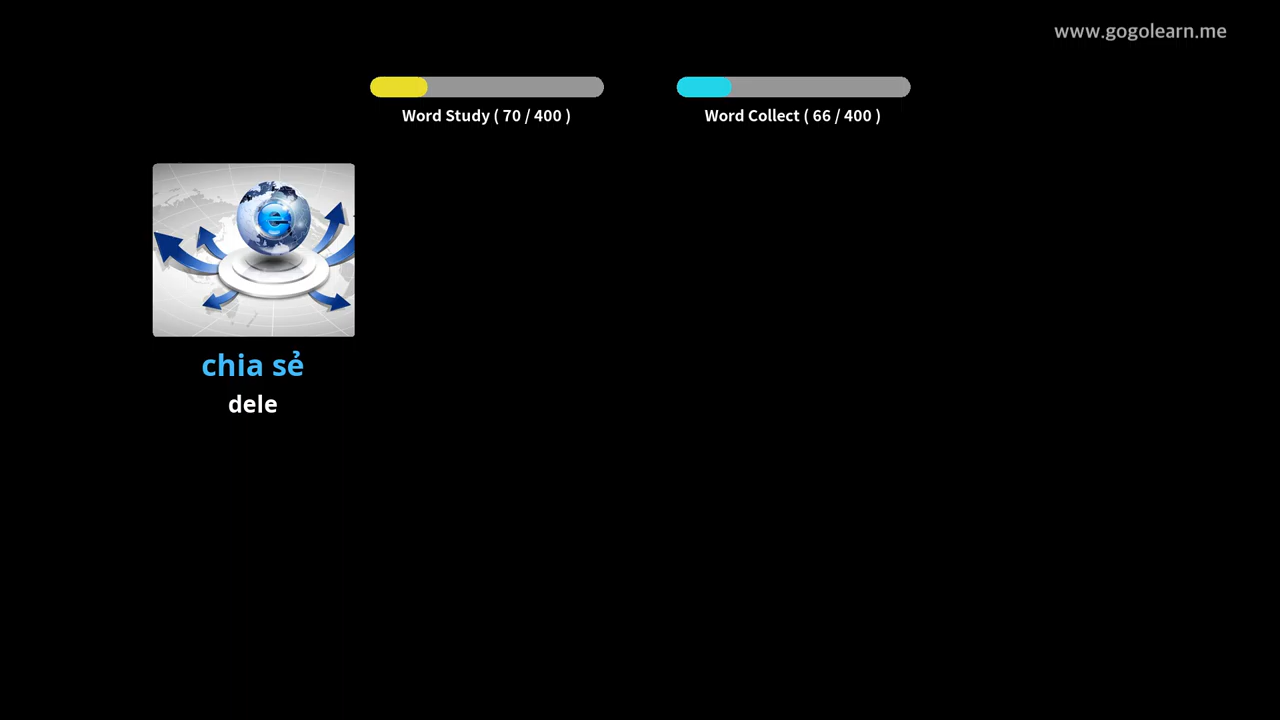 www.gogolearn.me
Word Study ( 70 / 400 )
Word Collect ( 66 / 400 )
e
chia sẻ
dele